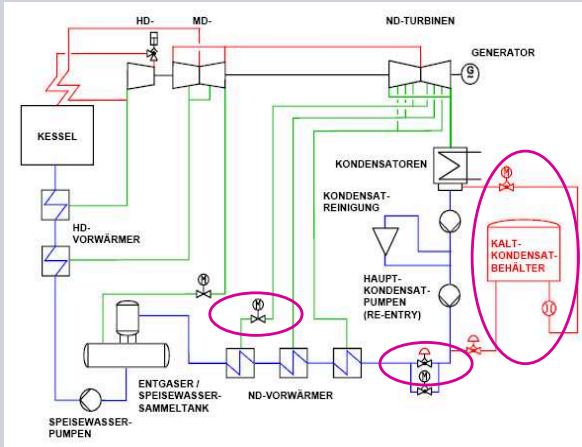 HD-
MD-
ND-TURBINEN
GENERATOR
G
KESSEL
KONDENSATOREN
M
KONDENSAT-
REINIGUNG
HD-
VORWÄRMER
KALT-
KONDENSAT-
BEHÄLTER
HAUPT-
KONDENSAT-
PUMPEN
(RE-ENTRY)
M
M
M
ENTGASER /
SPEISEWASSER-
SAMMELTANK
ND-VORWÄRMER
SPEISEWASSER-
PUMPEN